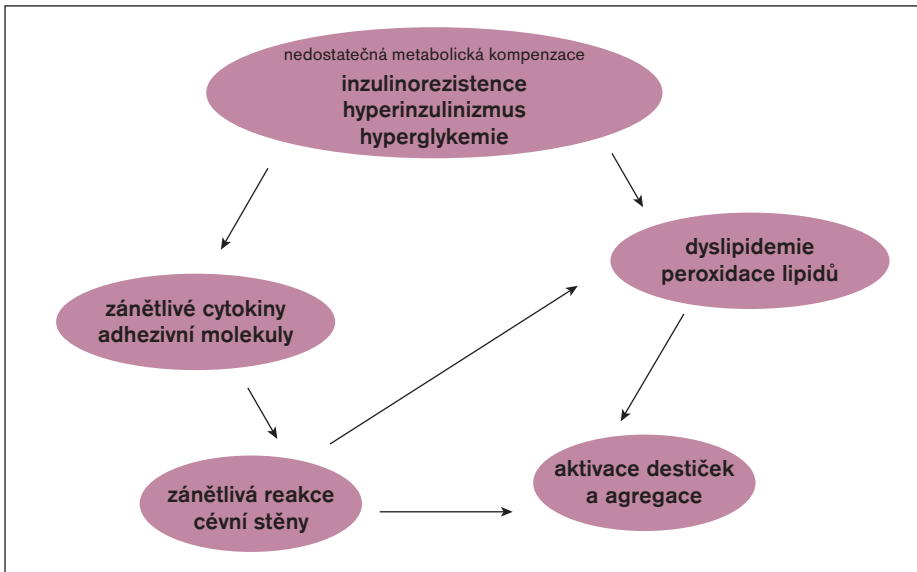 nedostatečná metabolická kompenzace
inzulinorezistence
hyperinzulinizmus
hyperglykemie
dyslipidemie
peroxidace lipidů
zánětlivé cytokiny
adhezivní molekuly
zánětlivá reakce
cévní stěny
aktivace destiček
a agregace